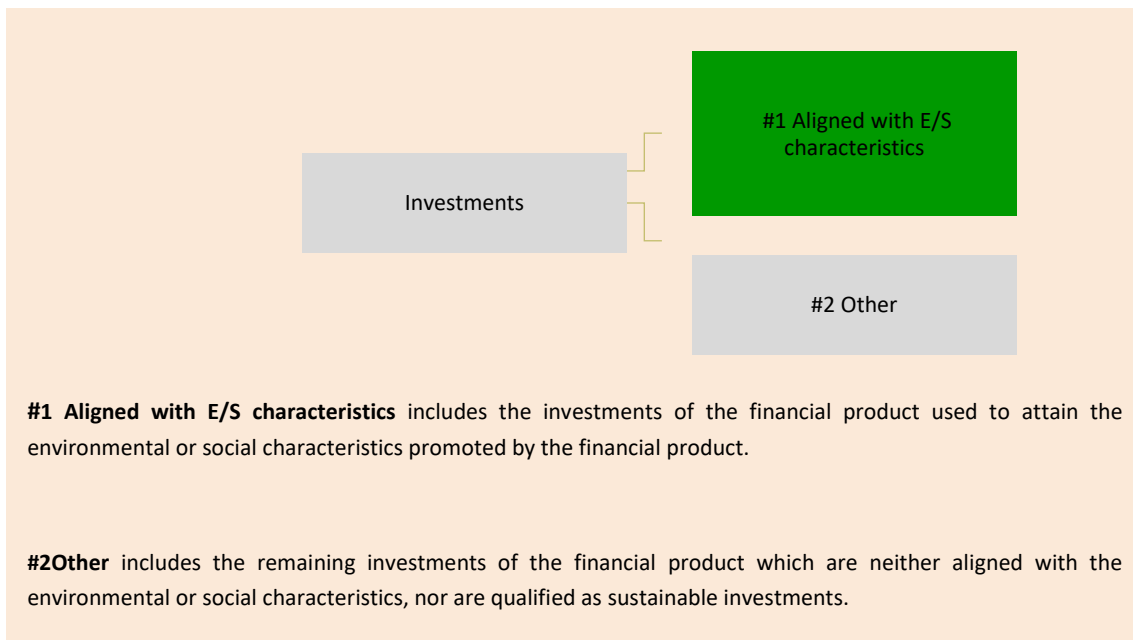 #1 Aligned with E/S
characteristics
Investments
#2 Other
#1 Aligned with E/S characteristics includes the investments of the financial product used to attain the
environmental or social characteristics promoted by the financial product.
#2Other includes the remaining investments of the financial product which are neither aligned with the
environmental or social characteristics, nor are qualified as sustainable investments.